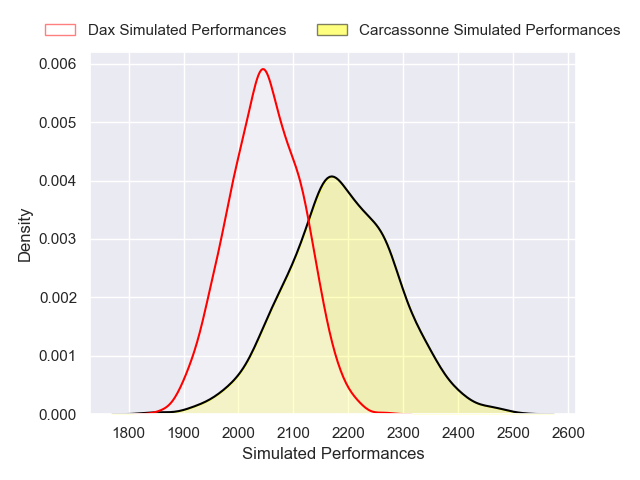 Dax Simulated Performances Carcassonne Simulated Performances
0.006
0.005
0.004
0.003
0.002
0.001
0.000
Density
1800 1900 2000 2100 2200 2300 2400 2500 2600
Simulated Performances